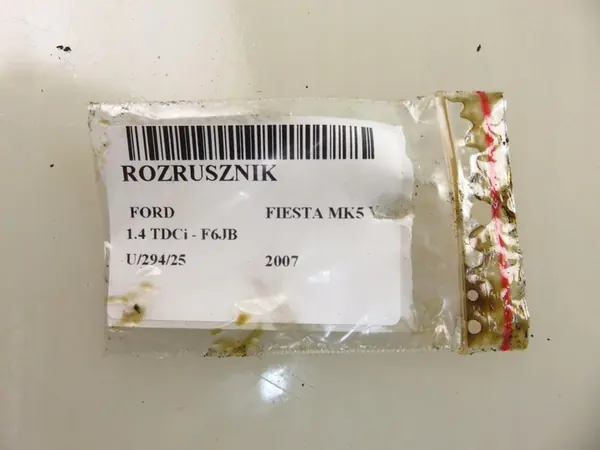 ROZRUSZNIK
FORD FIESTA MK5 V
1.4 TDCi - F6JB
U/294/25 2007